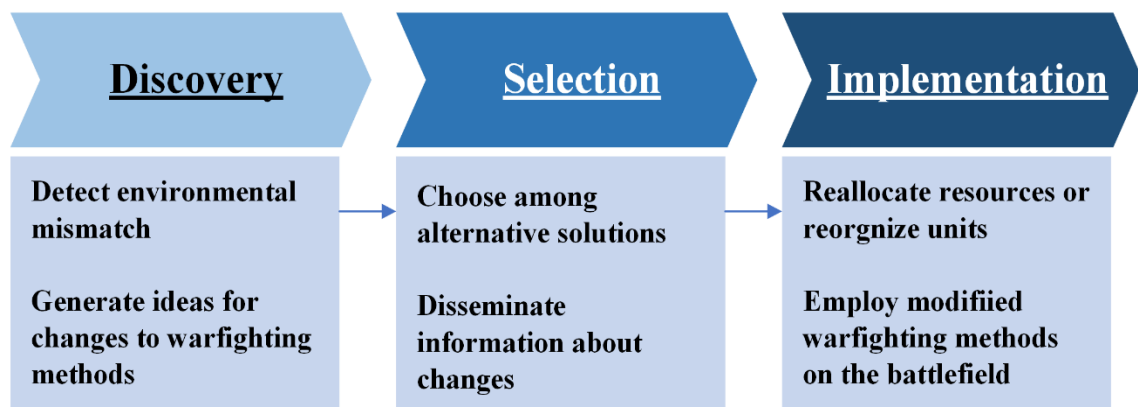 Discovery
Detect environmental
mismatch
Generate ideas for
changes to warfighting
methods
Selection
Choose among
alternative solutions
Disseminate
information about
changes
Implementation
Reallocate resources or
reorgnize units
Employ modifiied
warfighting methods
on the battlefield